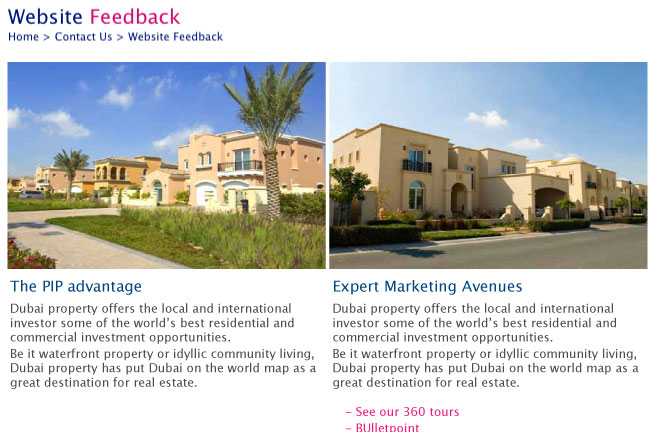 Website Feedback
Home > Contact Us > Website Feedback
The PIP advantage
Dubai property offers the local and international
investor some of the world's best residential and
commercial investment opportunities.
Be it waterfront property or idyllic community living,
Dubai property has put Dubai on the world map as a
great destination for real estate.
Expert Marketing Avenues
Dubai property offers the local and international
investor some of the world's best residential and
commercial investment opportunities.
Be it waterfront property or idyllic community living,
Dubai property has put Dubai on the world map as a
great destination for real estate.
– See our 360 tours
– BUlletpoint